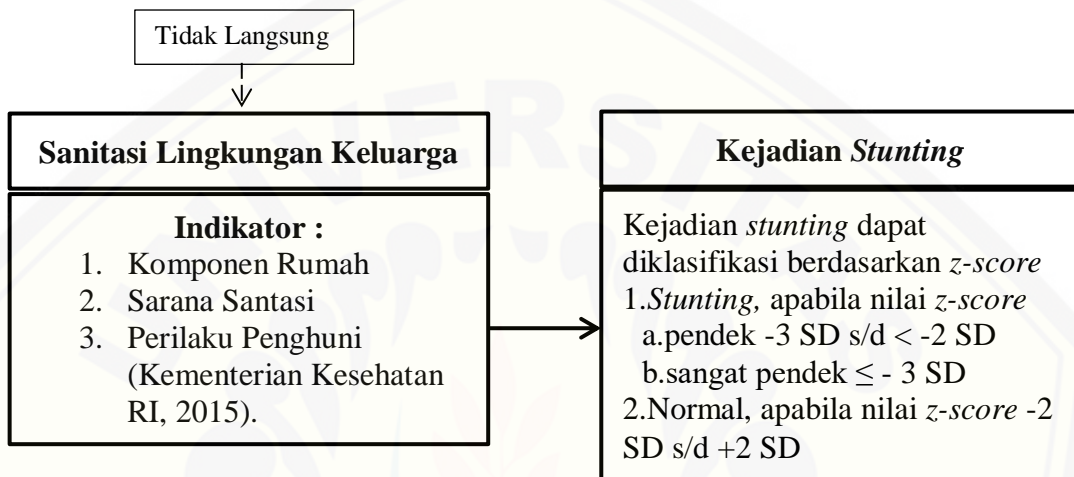 Tidak Langsung
Sanitasi Lingkungan Keluarga
Indikator :
1. Komponen Rumah
2. Sarana Santasi
3. Perilaku Penghuni
(Kementerian Kesehatan
RI, 2015).
Kejadian Stunting
Kejadian stunting dapat
diklasifikasi berdasarkan z-score
1.Stunting, apabila nilai z-score
a.pendek -3 SD s/d < -2 SD
b.sangat pendek ≤ - 3 SD
2.Normal, apabila nilai z-score -2
SD s/d +2 SD